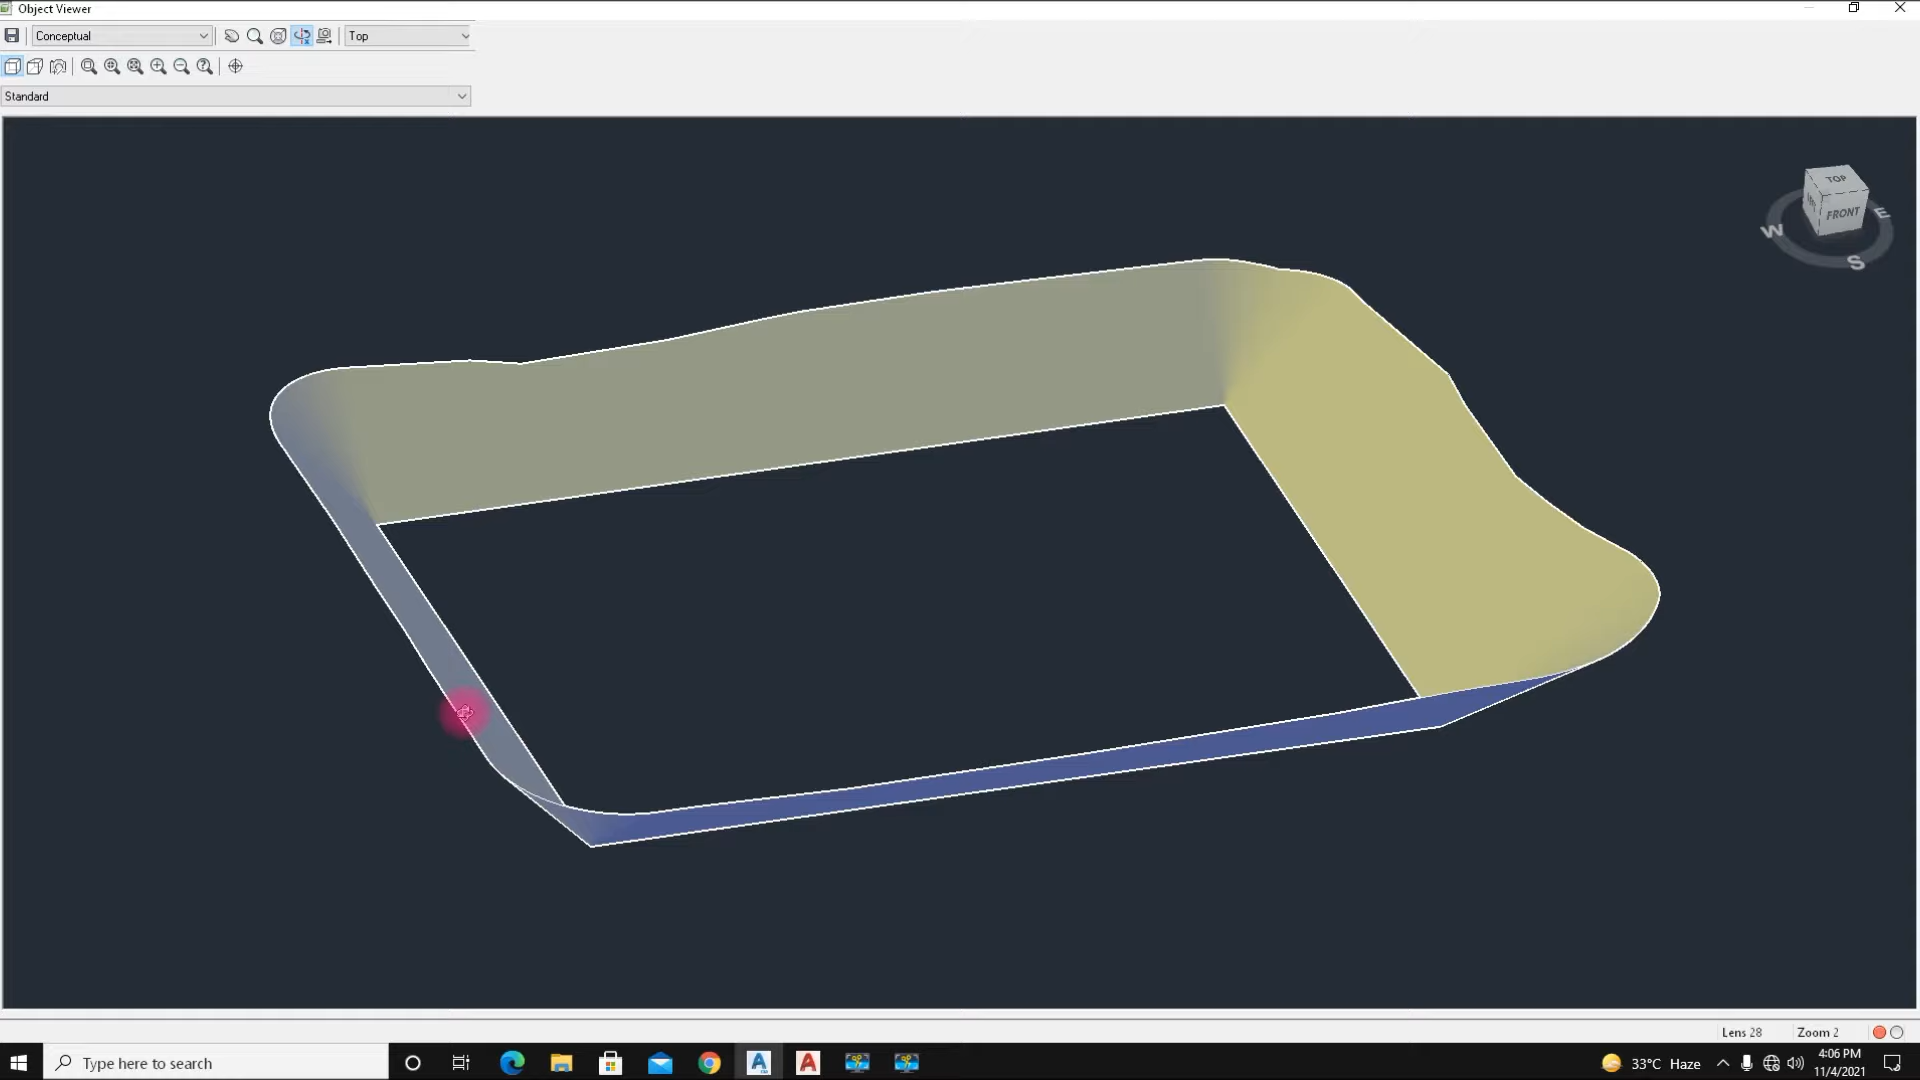 Object Viewer
Conceptual
Top
Standard
TOP
FRONT
W
E
S
Lens 28
Zoom 2
Type here to search
33°C Haze
4:06 PM
11/4/2021